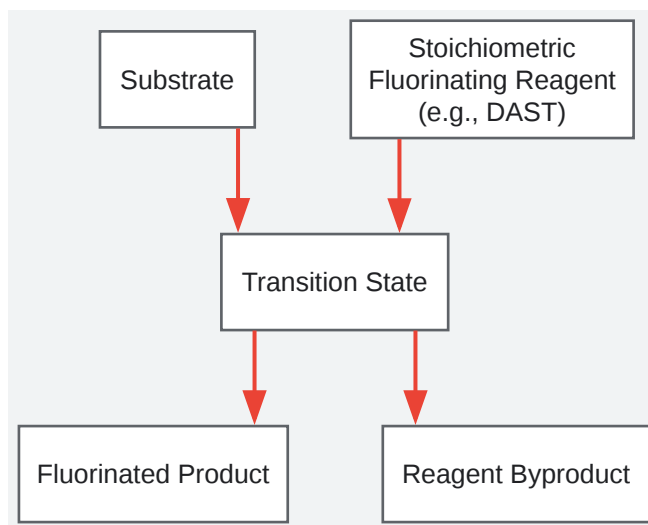 Substrate
Stoichiometric
Fluorinating Reagent
(e.g., DAST)
Transition State
Fluorinated Product
Reagent Byproduct